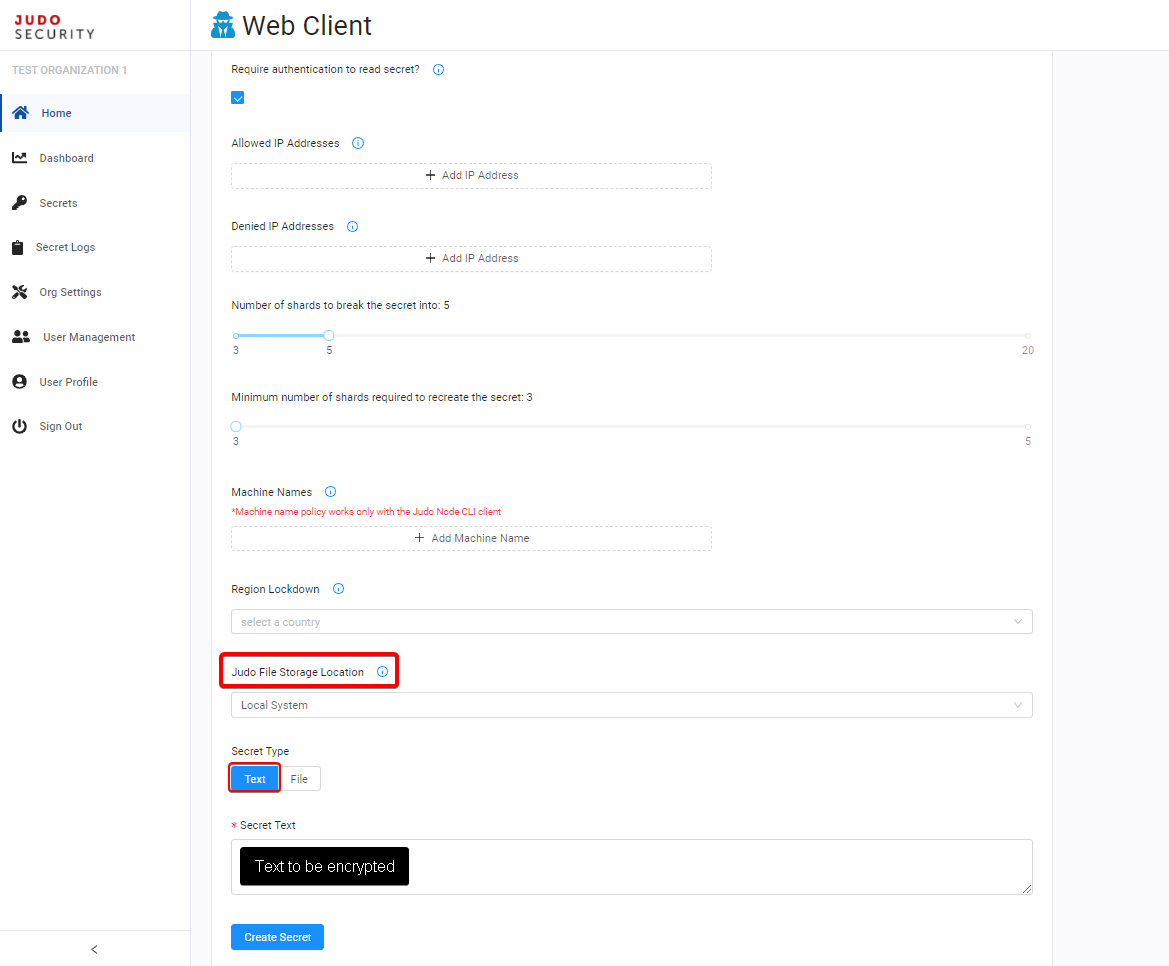 JUDO
SECURITY
Web Client
TEST ORGANIZATION 1
Home
Dashboard
Secrets
Secret Logs
Org Settings
User Management
User Profile
Sign Out
Require authentication to read secret?
Allowed IP Addresses
+ Add IP Address
Denied IP Addresses
+ Add IP Address
Number of shards to break the secret into: 5
3 5 20
Minimum number of shards required to recreate the secret: 3
3 5
Machine Names
*Machine name policy works only with the Judo Node CLI client
+ Add Machine Name
Region Lockdown
select a country
Judo File Storage Location
Local System
Secret Type
Text File
* Secret Text
Text to be encrypted
Create Secret